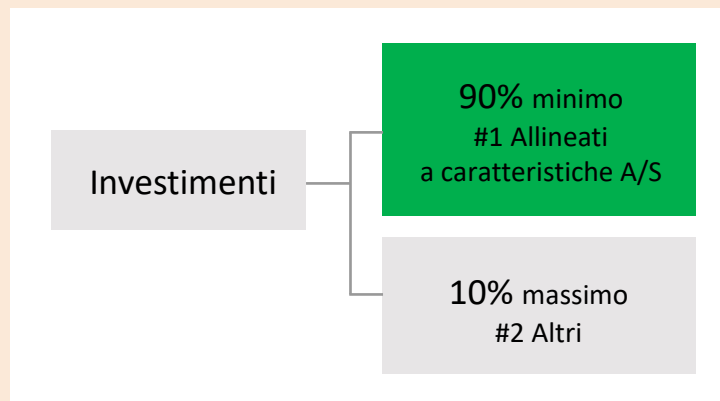 Investimenti
90% minimo
#1 Allineati
a caratteristiche A/S
10% massimo
#2 Altri